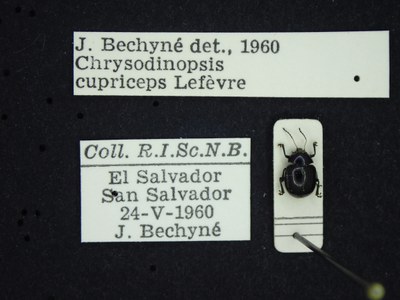 J. Bechyné det., 1960
Chrysodinopsis
cupriceps Lefèvre
Coll. R.I.Sc.N.B.
El Salvador
San Salvador
24-V-1960
J. Bechyné